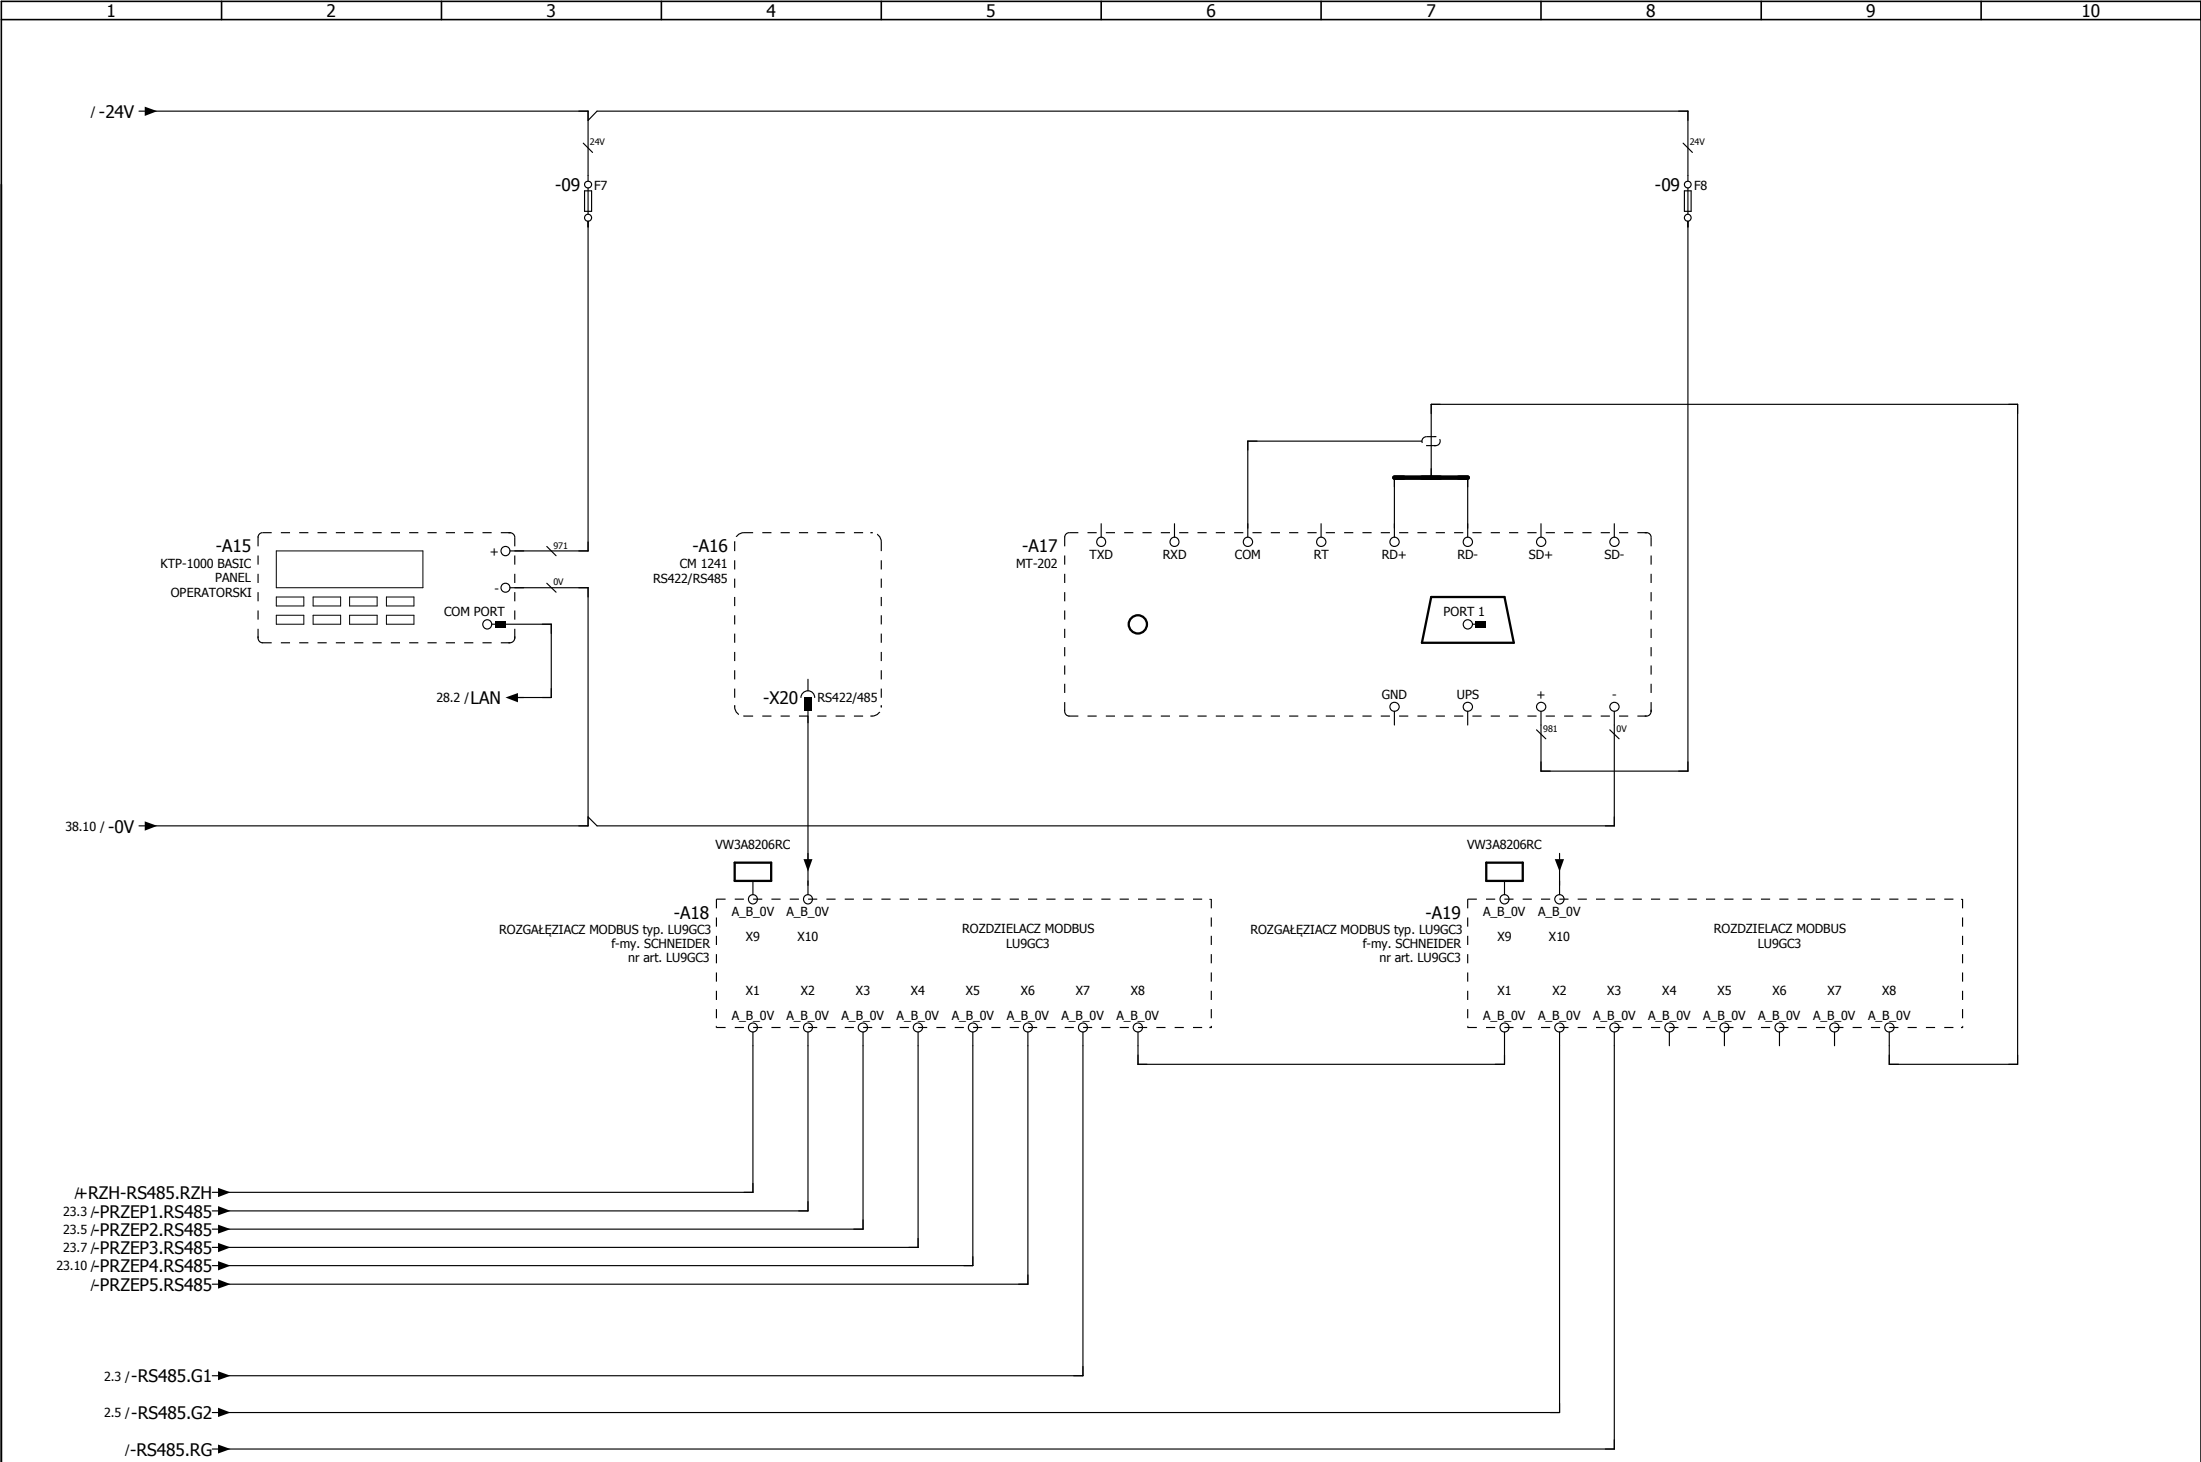 1 2 3 4 5 6 7 8 9 10
/ -24V
24V
24V
-09 F7
-09 F8
-A15
KTP-1000 BASIC
PANEL
OPERATORSKI
+
971
-
0V
COM PORT
28.2 / LAN
-A16
CM 1241
RS422/RS485
-X20 RS422/485
-A17
MT-202
TXD RXD COM RT RD+ RD- SD+ SD-
PORT 1
GND UPS + -
981 0V
38.10 / -0V
VW3A8206RC
-A18
ROZGAŁĘZIACZ MODBUS typ. LU9GC3
f-my. SCHNEIDER
nr art. LU9GC3
A_B_0V A_B_0V
X9 X10
ROZDZIELACZ MODBUS
LU9GC3
X1 X2 X3 X4 X5 X6 X7 X8
A_B_0V A_B_0V A_B_0V A_B_0V A_B_0V A_B_0V A_B_0V A_B_0V
VW3A8206RC
-A19
ROZGAŁĘZIACZ MODBUS typ. LU9GC3
f-my. SCHNEIDER
nr art. LU9GC3
A_B_0V A_B_0V
X9 X10
ROZDZIELACZ MODBUS
LU9GC3
X1 X2 X3 X4 X5 X6 X7 X8
A_B_0V A_B_0V A_B_0V A_B_0V A_B_0V A_B_0V A_B_0V A_B_0V
/+RZH-RS485.RZH
23.3 /-PRZEP1.RS485
23.5 /-PRZEP2.RS485
23.7 /-PRZEP3.RS485
23.10 /-PRZEP4.RS485
/-PRZEP5.RS485
2.3 /-RS485.G1
2.5 /-RS485.G2
/-RS485.RG